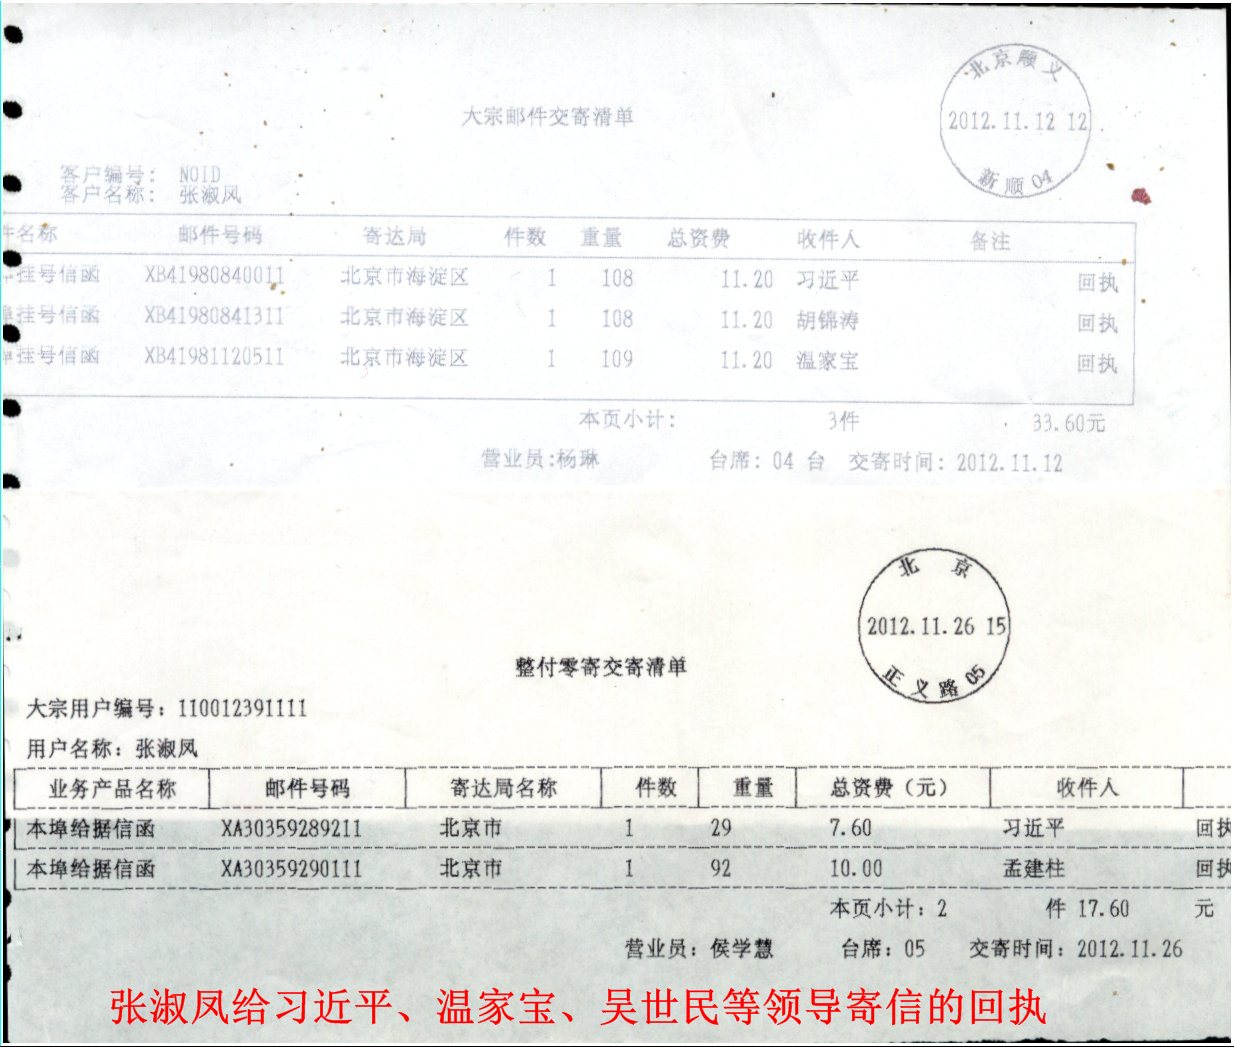 北京顺义
2012.11.12 12
新顺04
大宗邮件交寄清单
客户编号: NOID
客户名称: 张淑凤
件名称 邮件号码 寄达局 件数 重量 总资费 收件人 备注
挂号信函 XB41980840011 北京市海淀区 1 108 11.20 习近平 回执
埠挂号信函 XB41980841311 北京市海淀区 1 108 11.20 胡锦涛 回执
埠挂号信函 XB41981120511 北京市海淀区 1 109 11.20 温家宝 回执
本页小计: 3件 33.60元
营业员:杨琳 台席: 04 台 交寄时间: 2012.11.12
北京
2012.11.26 15
正义路05
整付零寄交寄清单
大宗用户编号: 110012391111
用户名称: 张淑凤
业务产品名称 邮件号码 寄达局名称 件数 重量 总资费（元） 收件人
本埠给据信函 XA30359289211 北京市 1 29 7.60 习近平 回执
本埠给据信函 XA30359290111 北京市 1 92 10.00 孟建柱 回执
本页小计: 2 件 17.60 元
营业员: 侯学慧 台席: 05 交寄时间: 2012.11.26
张淑凤给习近平、温家宝、吴世民等领导寄信的回执